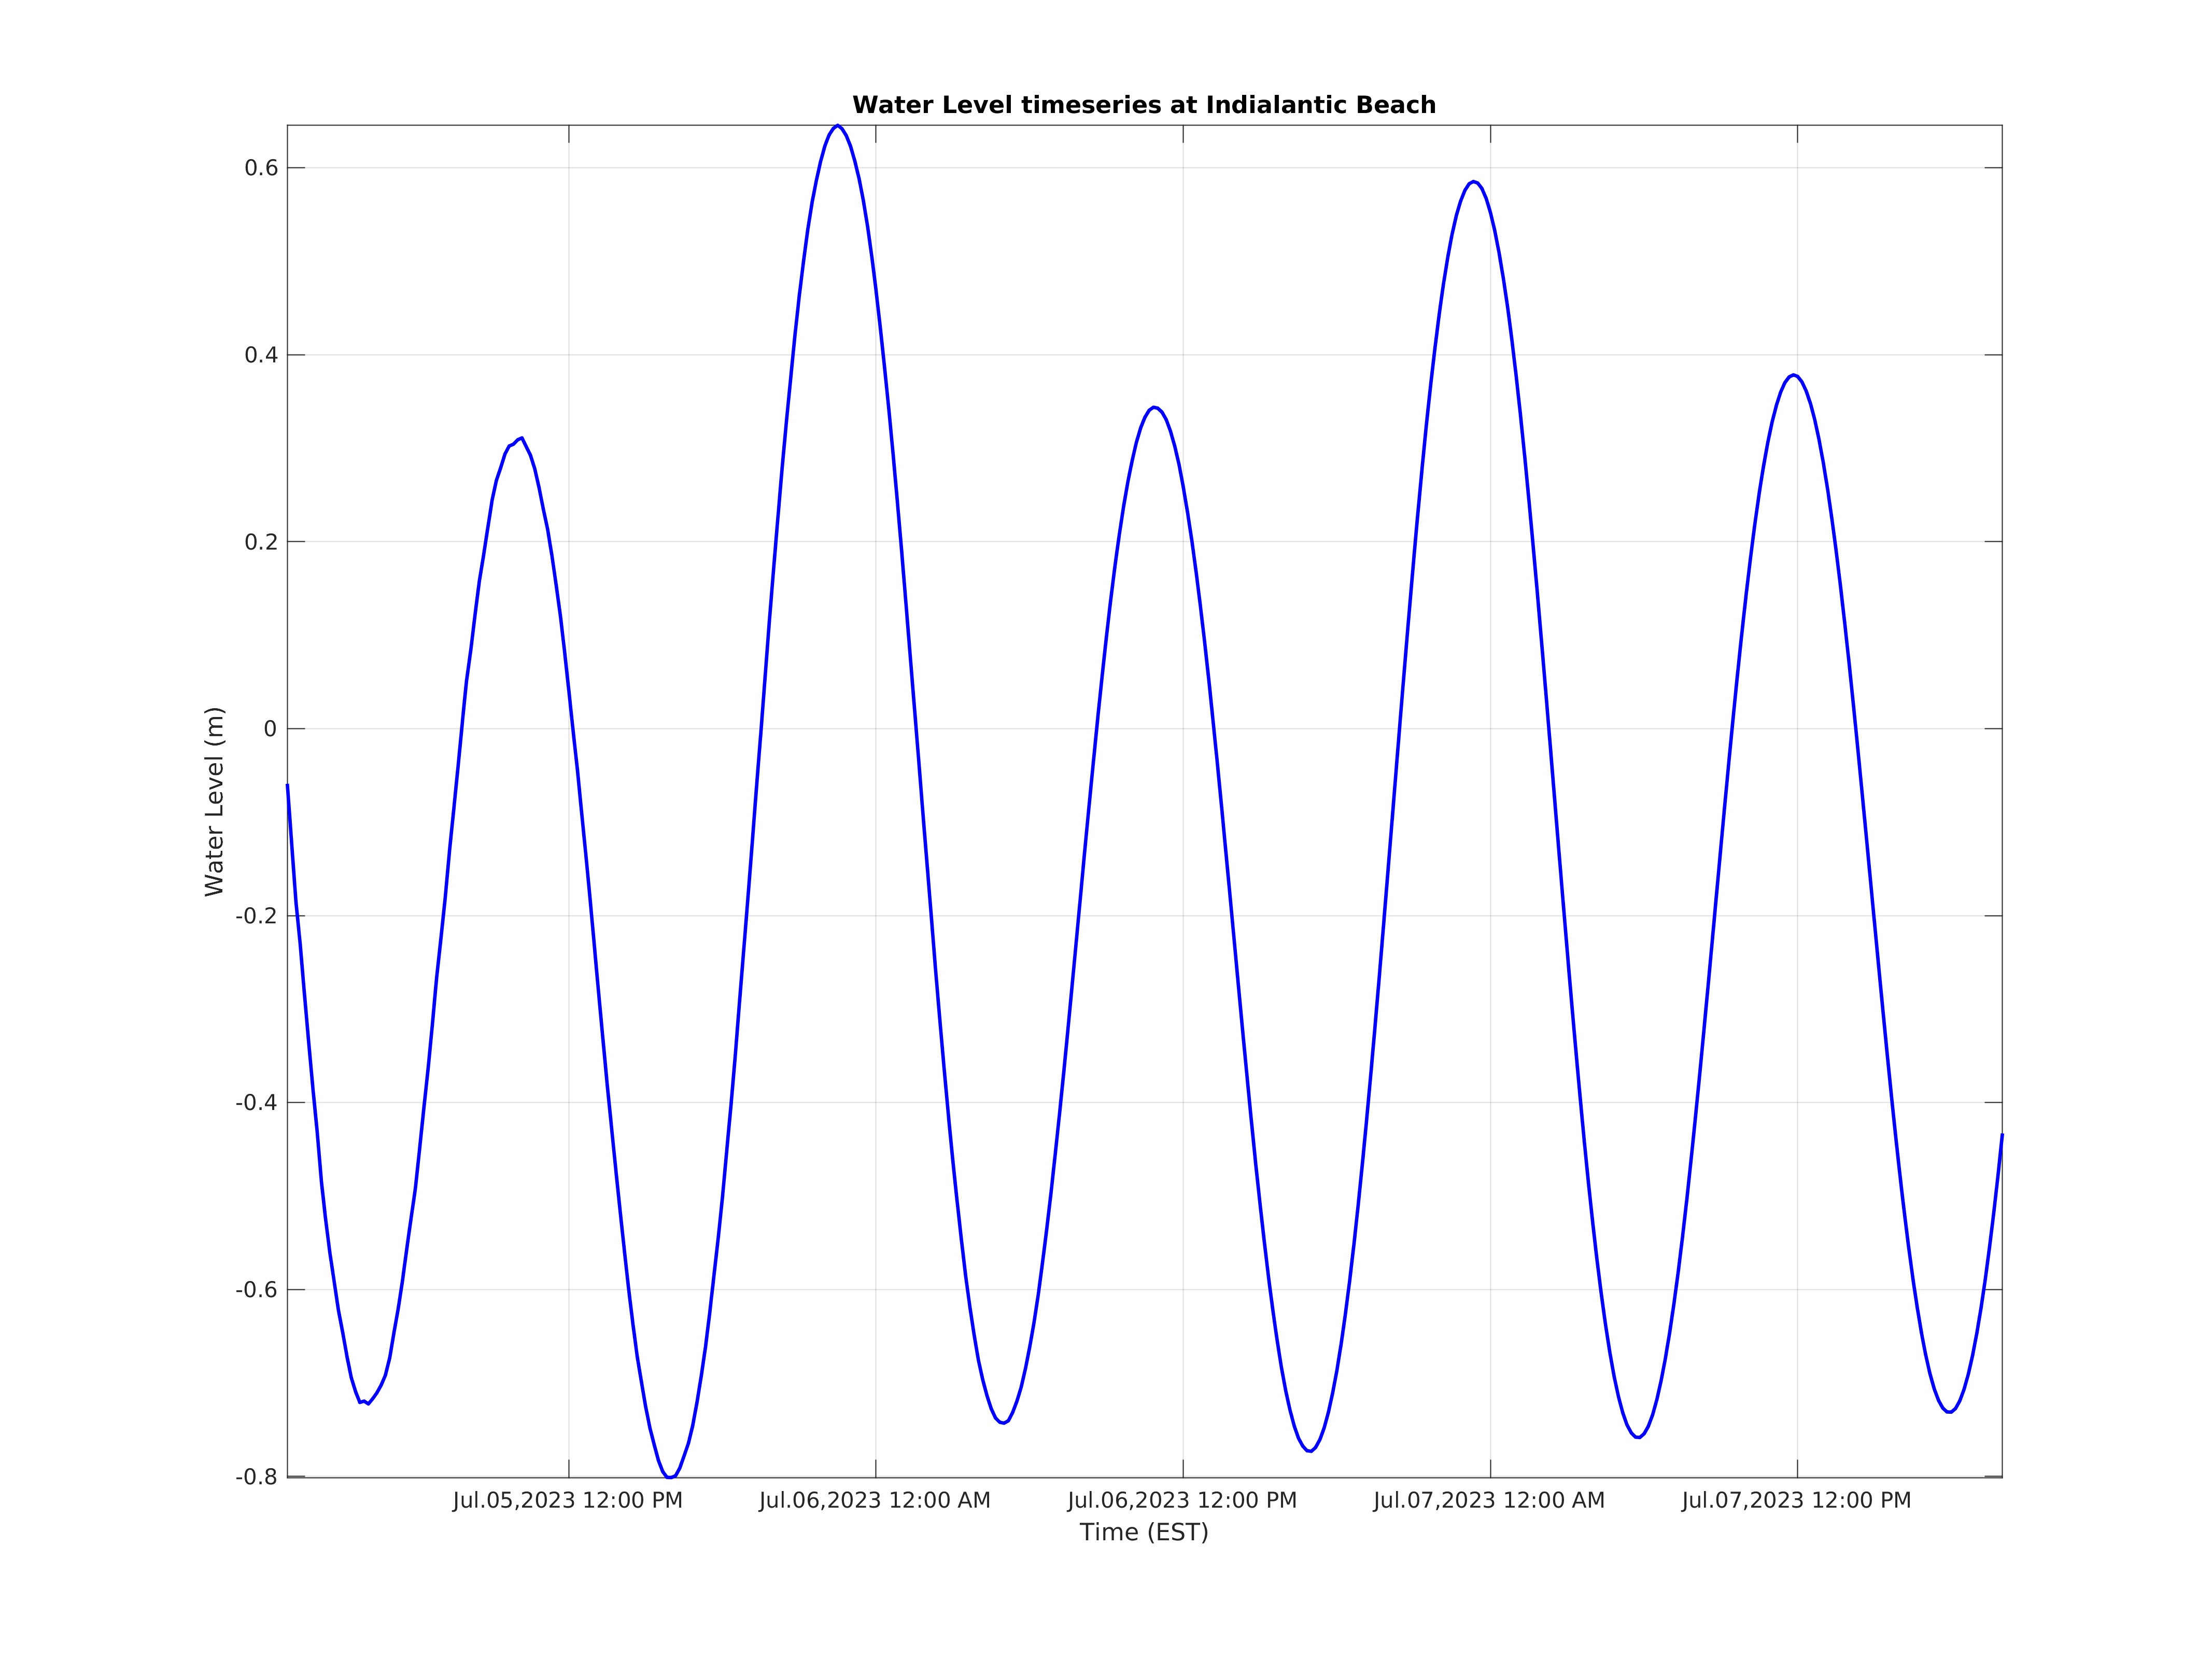 Water Level timeseries at Indialantic Beach
0.6
0.4
0.2
0
-0.2
-0.4
-0.6
-0.8
Water Level (m)
Jul.05,2023 12:00 PM
Jul.06,2023 12:00 AM
Jul.06,2023 12:00 PM
Jul.07,2023 12:00 AM
Jul.07,2023 12:00 PM
Time (EST)